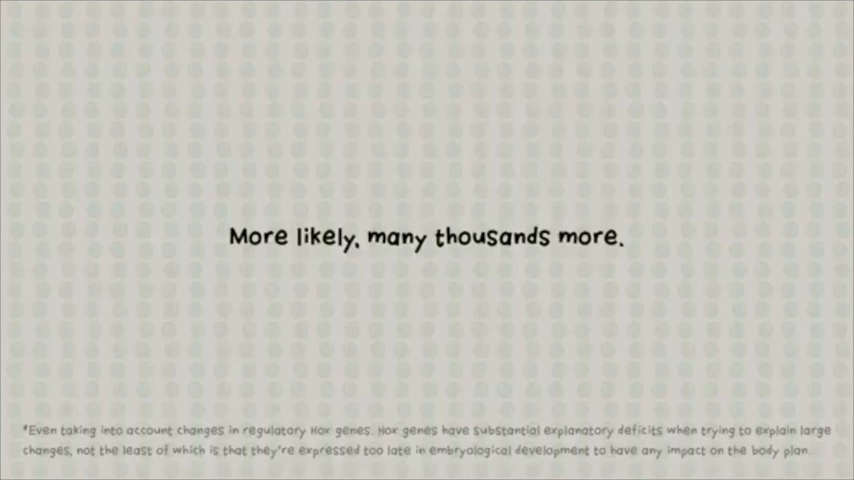 More likely, many thousands more.
*Even taking into account changes in regulatory Hox genes. Hox genes have substantial explanatory deficits when trying to explain large
changes, not the least of which is that they're expressed too late in embryological development to have any impact on the body plan.